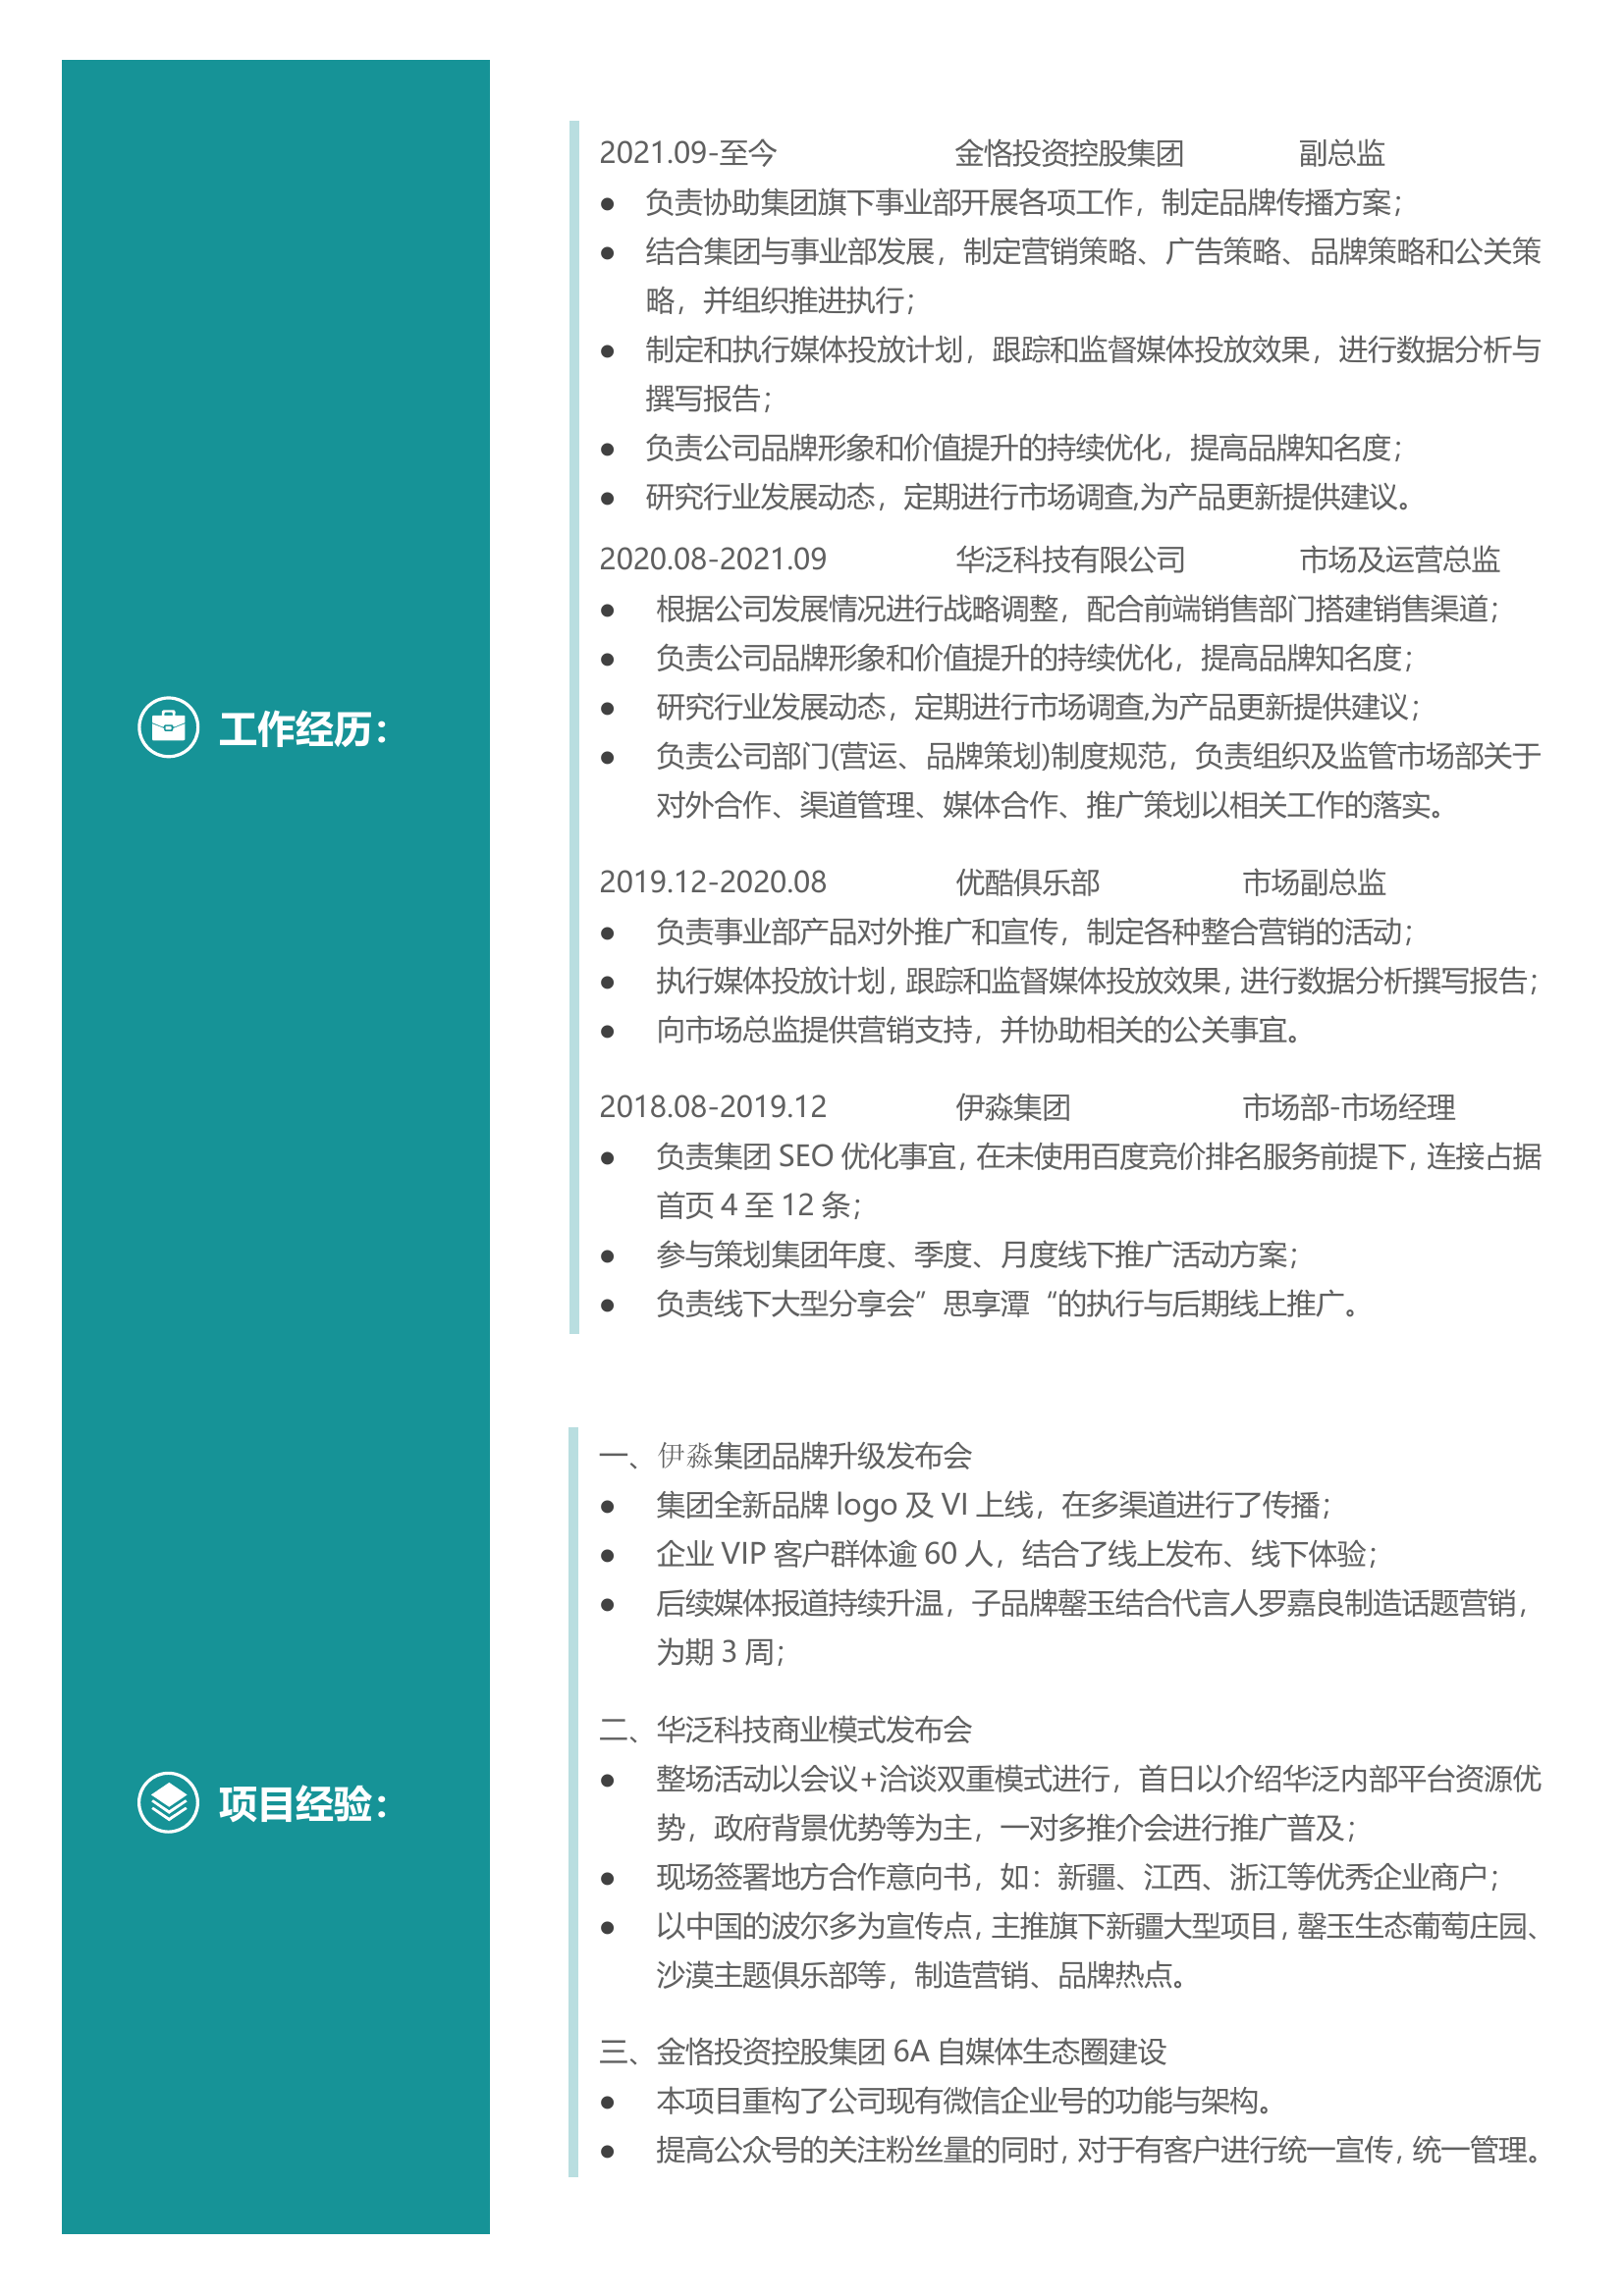 2021.09-至今 金恪投资控股集团 副总监
● 负责协助集团旗下事业部开展各项工作，制定品牌传播方案；
● 结合集团与事业部发展，制定营销策略、广告策略、品牌策略和公关策
略，并组织推进执行；
● 制定和执行媒体投放计划，跟踪和监督媒体投放效果，进行数据分析与
撰写报告；
● 负责公司品牌形象和价值提升的持续优化，提高品牌知名度；
● 研究行业发展动态，定期进行市场调查,为产品更新提供建议。
2020.08-2021.09 华泛科技有限公司 市场及运营总监
● 根据公司发展情况进行战略调整，配合前端销售部门搭建销售渠道；
● 负责公司品牌形象和价值提升的持续优化，提高品牌知名度；
● 研究行业发展动态，定期进行市场调查,为产品更新提供建议；
● 负责公司部门(营运、品牌策划)制度规范，负责组织及监管市场部关于
对外合作、渠道管理、媒体合作、推广策划以相关工作的落实。
工作经历：
2019.12-2020.08 优酷俱乐部 市场副总监
● 负责事业部产品对外推广和宣传，制定各种整合营销的活动；
● 执行媒体投放计划，跟踪和监督媒体投放效果，进行数据分析撰写报告；
● 向市场总监提供营销支持，并协助相关的公关事宜。
2018.08-2019.12 伊淼集团 市场部-市场经理
● 负责集团 SEO 优化事宜，在未使用百度竞价排名服务前提下，连接占据
首页 4 至 12 条；
● 参与策划集团年度、季度、月度线下推广活动方案；
● 负责线下大型分享会”思享潭“的执行与后期线上推广。
一、伊淼集团品牌升级发布会
● 集团全新品牌 logo 及 VI 上线，在多渠道进行了传播；
● 企业 VIP 客户群体逾 60 人，结合了线上发布、线下体验；
● 后续媒体报道持续升温，子品牌罄玉结合代言人罗嘉良制造话题营销，
为期 3 周；
二、华泛科技商业模式发布会
● 整场活动以会议+洽谈双重模式进行，首日以介绍华泛内部平台资源优
势，政府背景优势等为主，一对多推介会进行推广普及；
项目经验：
● 现场签署地方合作意向书，如：新疆、江西、浙江等优秀企业商户；
● 以中国的波尔多为宣传点，主推旗下新疆大型项目，罄玉生态葡萄庄园、
沙漠主题俱乐部等，制造营销、品牌热点。
三、金恪投资控股集团 6A 自媒体生态圈建设
● 本项目重构了公司现有微信企业号的功能与架构。
● 提高公众号的关注粉丝量的同时，对于有客户进行统一宣传，统一管理。